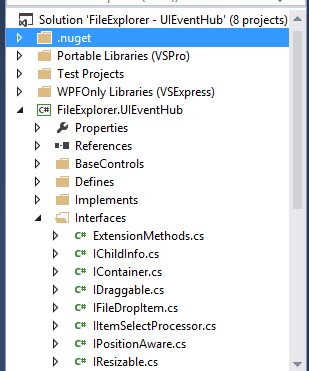 Solution 'FileExplorer - UIEventHub' (8 projects)
.nuget
Portable Libraries (VSPro)
Test Projects
WPFOnly Libraries (VSExpress)
C# FileExplorer.UIEventHub
Properties
References
BaseControls
Defines
Implements
Interfaces
C# ExtensionMethods.cs
C# IChildInfo.cs
C# IContainer.cs
C# IDraggable.cs
C# IFileDropItem.cs
C# IItemSelectProcessor.cs
C# IPositionAware.cs
C# IResizable.cs